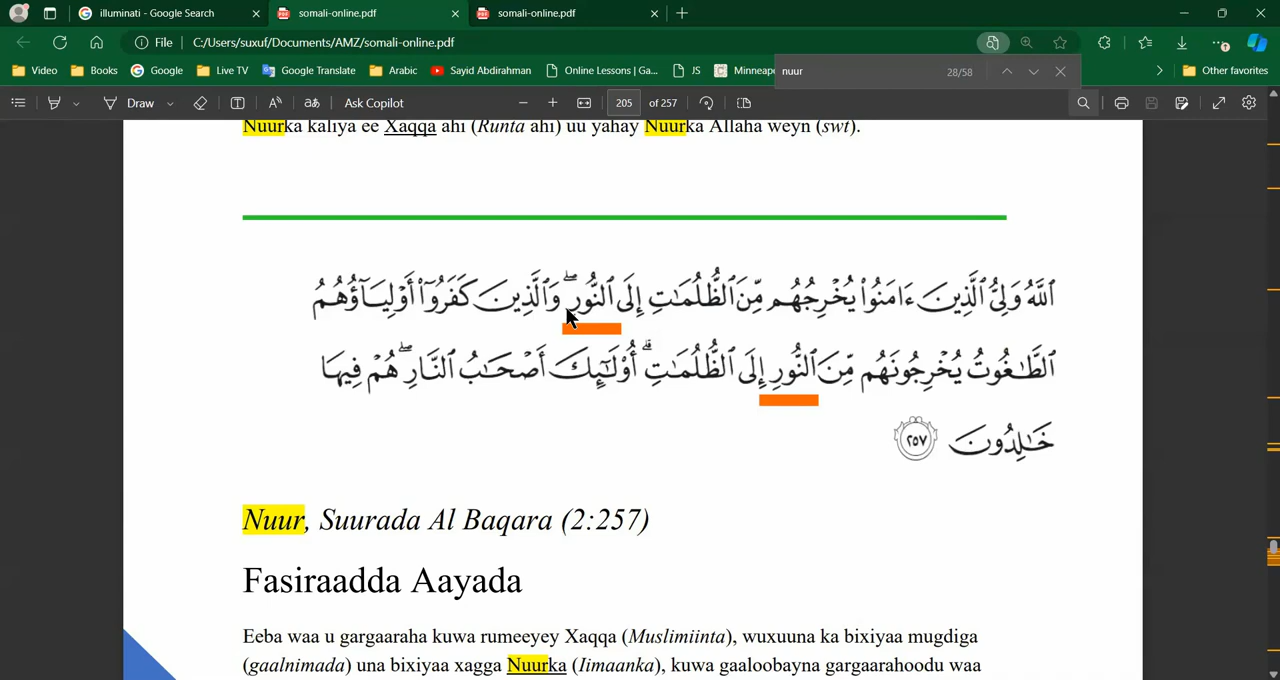 illuminati - Google Search
somali-online.pdf
somali-online.pdf
File
C:/Users/suxuf/Documents/AMZ/somali-online.pdf
Video
Books
Google
Live TV
Google Translate
Arabic
Sayid Abdirahman
Online Lessons | Ga...
JS
Minneap
nuur
28/58
Other favorites
Draw
Ask Copilot
205 of 257
Nuurka kaliya ee Xaqqa ahi (Runta ahi) uu yahay Nuurka Allaha weyn (swt).
ٱللَّهُ وَلِيُّ ٱلَّذِينَ ءَامَنُوا۟ يُخْرِجُهُم مِّنَ ٱلظُّلُمَٰتِ إِلَى ٱلنُّورِ ۖ وَٱلَّذِينَ كَفَرُوٓا۟ أَوْلِيَآؤُهُمُ
ٱلطَّٰغُوتُ يُخْرِجُونَهُم مِّنَ ٱلنُّورِ إِلَى ٱلظُّلُمَٰتِ ۗ أُو۟لَٰٓئِكَ أَصْحَٰبُ ٱلنَّارِ ۖ هُمْ فِيهَا
خَٰلِدُونَ ٢٥٧
Nuur, Suurada Al Baqara (2:257)
Fasiraadda Aayada
Eeba waa u gargaaraha kuwa rumeeyey Xaqqa (Muslimiinta), wuxuuna ka bixiyaa mugdiga
(gaalnimada) una bixiyaa xagga Nuurka (Iimaanka), kuwa gaaloobayna gargaarahoodu waa